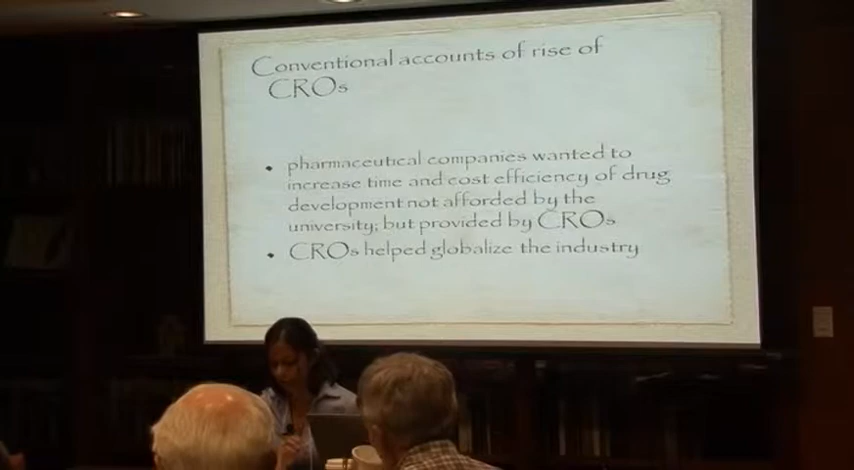 Conventional accounts of rise of
CROs
• pharmaceutical companies wanted to
increase time and cost efficiency of drug
development not afforded by the
university; but provided by CROs
• CROs helped globalize the industry